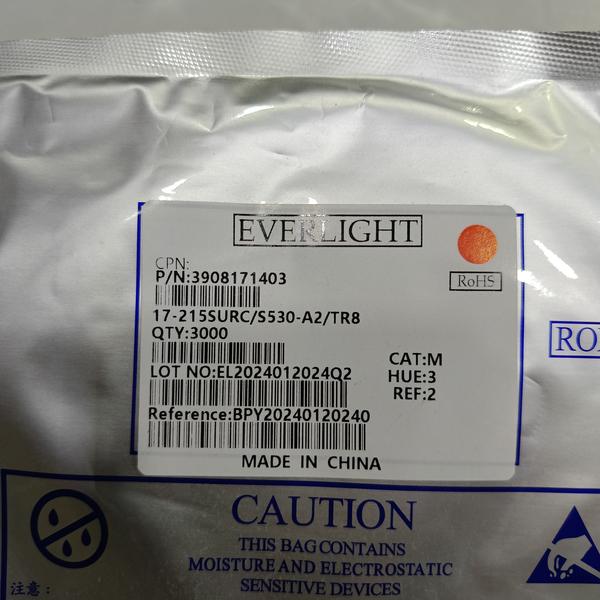 EVERLIGHT
CPN:
P/N:3908171403
RoHS
17-215SURC/S530-A2/TR8
QTY:3000
CAT:M
LOT NO:EL2024012024Q2
HUE:3
REF:2
Reference:BPY20240120240
MADE IN CHINA
CAUTION
THIS BAG CONTAINS
MOISTURE AND ELECTROSTATIC
SENSITIVE DEVICES
注意：